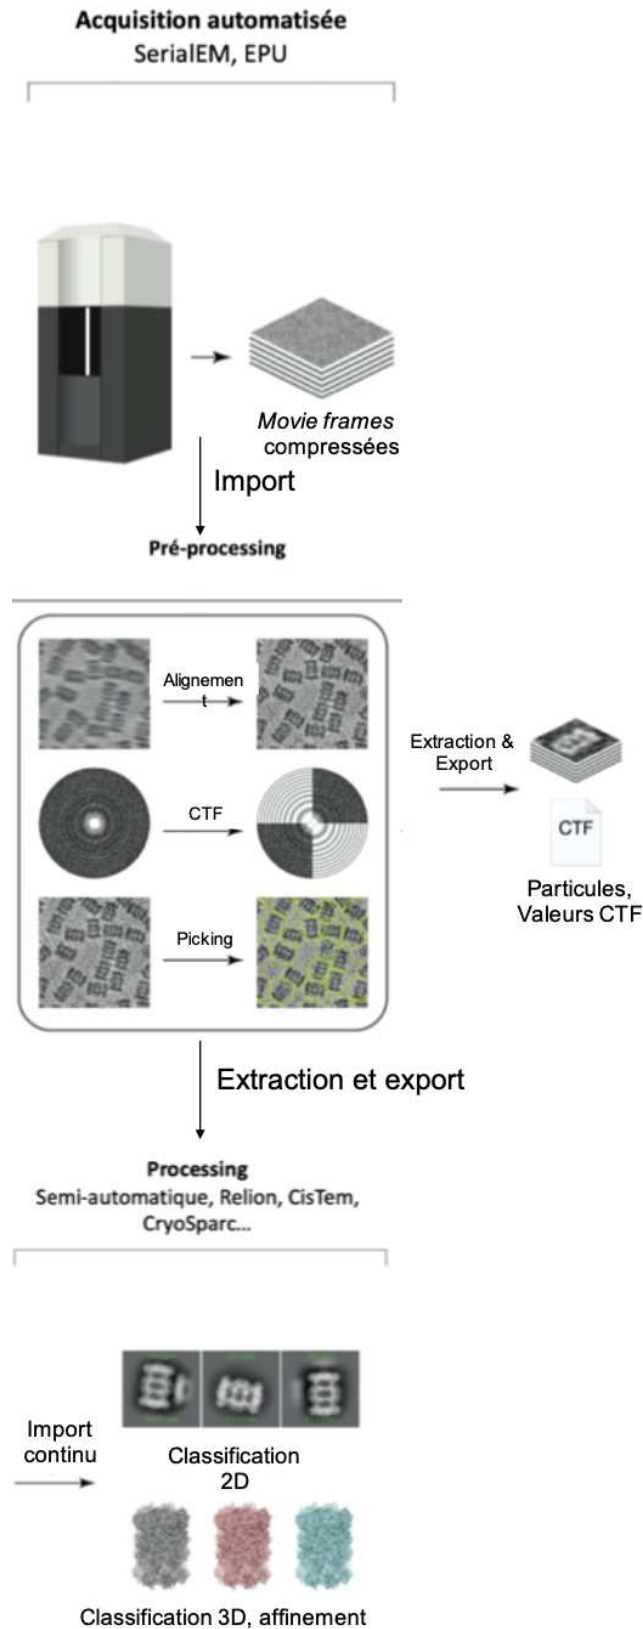 Acquisition automatisée
SerialEM, EPU
Movie frames
compressées
Import
Pré-processing
Alignemen
t
CTF
Picking
Extraction &
Export
CTF
Particules,
Valeurs CTF
Extraction et export
Processing
Semi-automatique, Relion, CisTem,
CryoSparc...
Import
continu
Classification
2D
Classification 3D, affinement